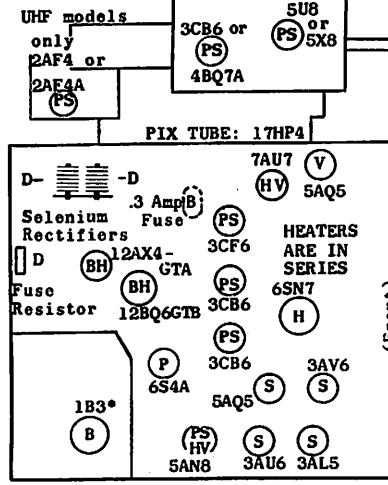 UHF models
only
2AF4 or
2AF4A
PS
3CB6 or
PS
4BQ7A
5U8
or
5X8
PS
PIX TUBE: 17HP4
D-
-D
Selenium
Rectifiers
.3 Amp
Fuse
B
7AU7
HV
V
5AQ5
PS
3CF6
HEATERS
ARE IN
SERIES
D
Fuse
Resistor
BH
12AX4-
GTA
BH
12BQ6GTB
PS
3CB6
6SN7
H
PS
3CB6
P
6S4A
S
5AQ5
3AV6
S
1B3*
B
PS
HV
5AN8
S
3AU6
S
3AL5